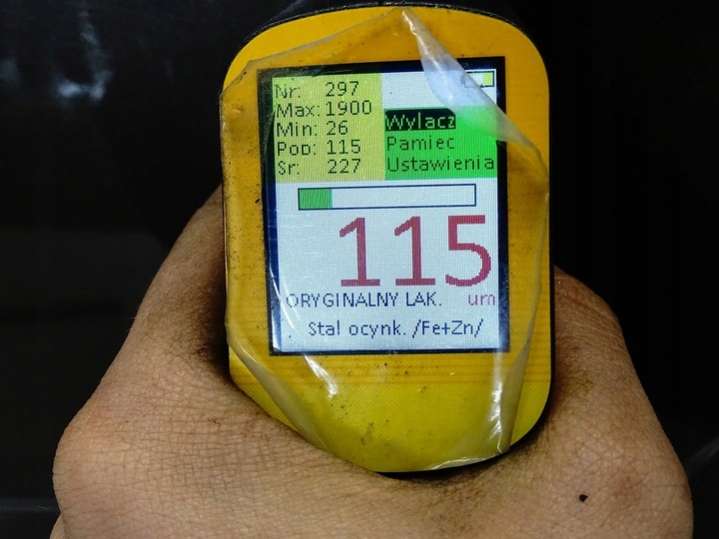 Nr: 297
Max: 1900
Min: 26
Pop: 115
Sr: 227
Wylacz
Pamiec
Ustawienia
115
ORYGINALNY LAK. um
Stal ocynk. /Fe+Zn/